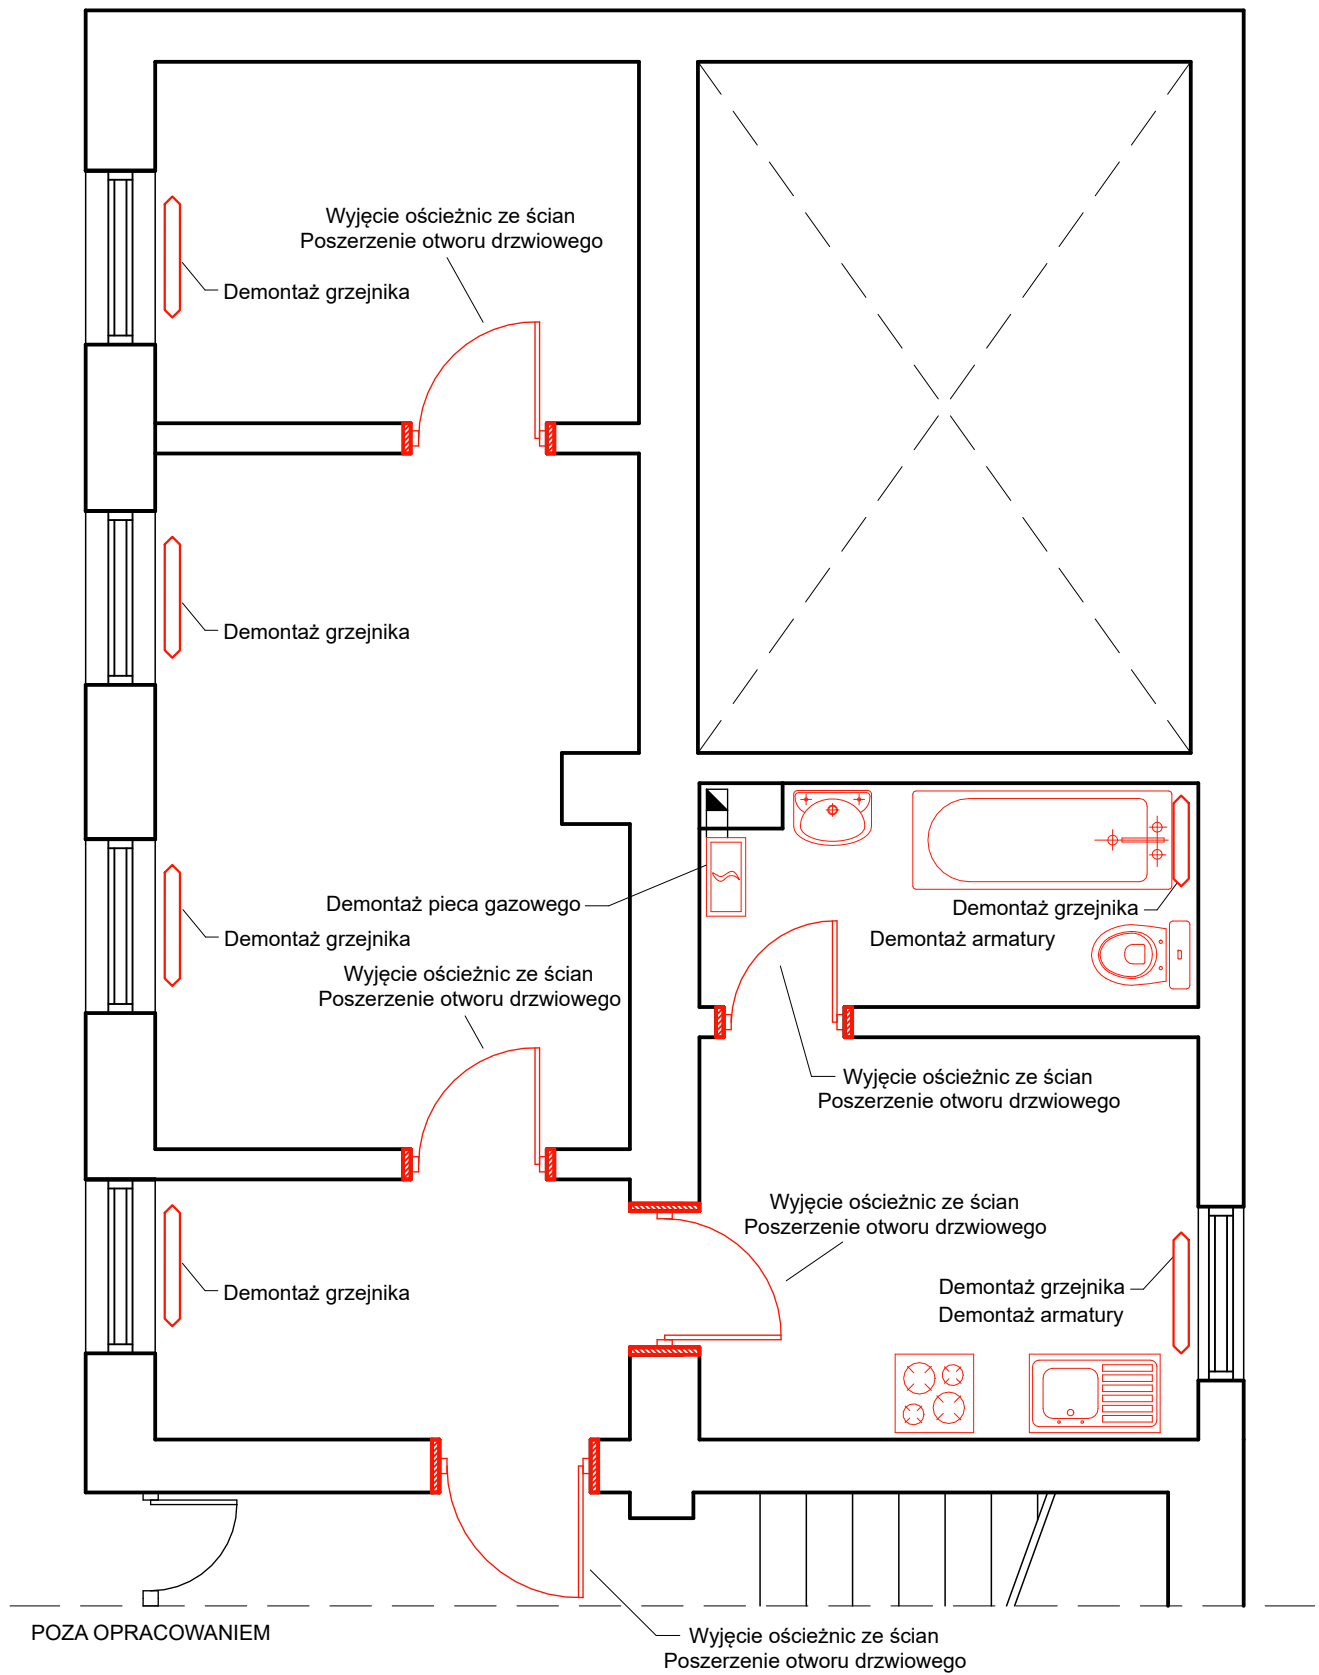 Wyjęcie ościeżnic ze ścian
Poszerzenie otworu drzwiowego
Demontaż grzejnika
Demontaż grzejnika
Demontaż pieca gazowego
Demontaż grzejnika
Demontaż grzejnika
Demontaż armatury
Wyjęcie ościeżnic ze ścian
Poszerzenie otworu drzwiowego
Wyjęcie ościeżnic ze ścian
Poszerzenie otworu drzwiowego
Wyjęcie ościeżnic ze ścian
Poszerzenie otworu drzwiowego
Demontaż grzejnika
Demontaż grzejnika
Demontaż armatury
POZA OPRACOWANIEM
Wyjęcie ościeżnic ze ścian
Poszerzenie otworu drzwiowego